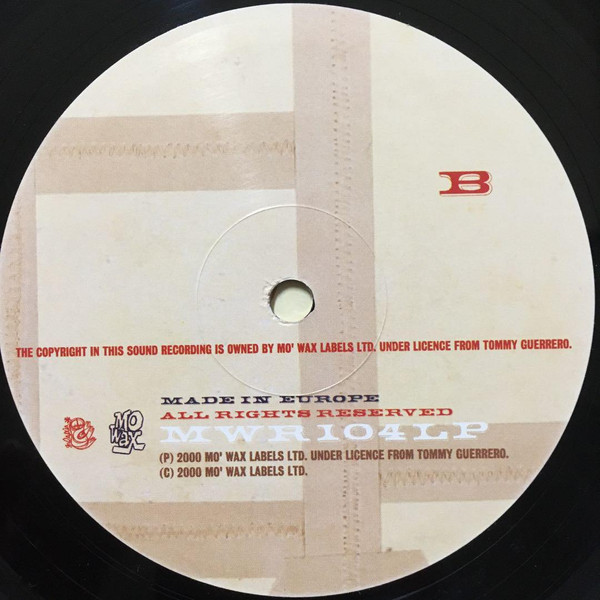 B
THE COPYRIGHT IN THIS SOUND RECORDING IS OWNED BY MO' WAX LABELS LTD. UNDER LICENCE FROM TOMMY GUERRERO.
MADE IN EUROPE
ALL RIGHTS RESERVED
MO
WAX
MWR104LP
(P) 2000 MO' WAX LABELS LTD. UNDER LICENCE FROM TOMMY GUERRERO.
(C) 2000 MO' WAX LABELS LTD.